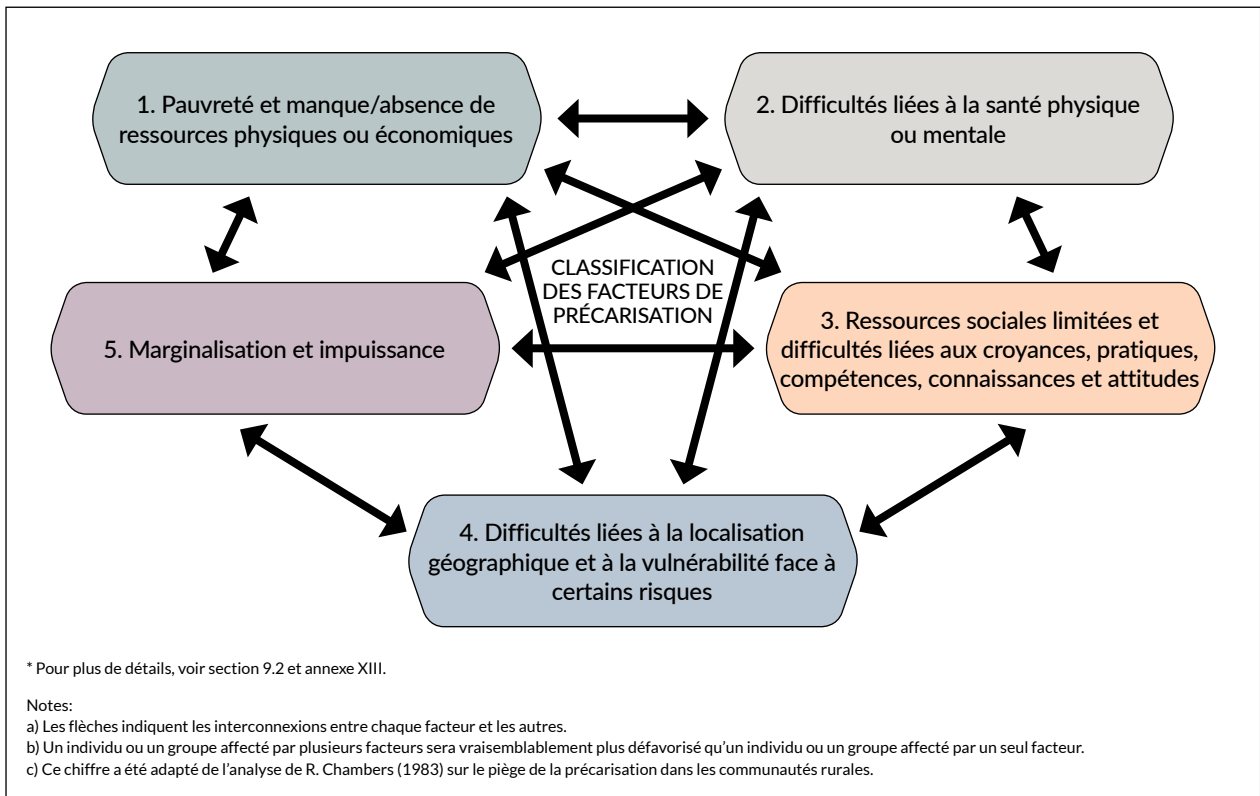 1. Pauvreté et manque/absence de
ressources physiques ou économiques
2. Difficultés liées à la santé physique
ou mentale
CLASSIFICATION
DES FACTEURS DE
PRÉCARISATION
5. Marginalisation et impuissance
3. Ressources sociales limitées et
difficultés liées aux croyances, pratiques,
compétences, connaissances et attitudes
4. Difficultés liées à la localisation
géographique et à la vulnérabilité face à
certains risques
* Pour plus de détails, voir section 9.2 et annexe XIII.
Notes:
a) Les flèches indiquent les interconnexions entre chaque facteur et les autres.
b) Un individu ou un groupe affecté par plusieurs facteurs sera vraisemblablement plus défavorisé qu’un individu ou un groupe affecté par un seul facteur.
c) Ce chiffre a été adapté de l’analyse de R. Chambers (1983) sur le piège de la précarisation dans les communautés rurales.